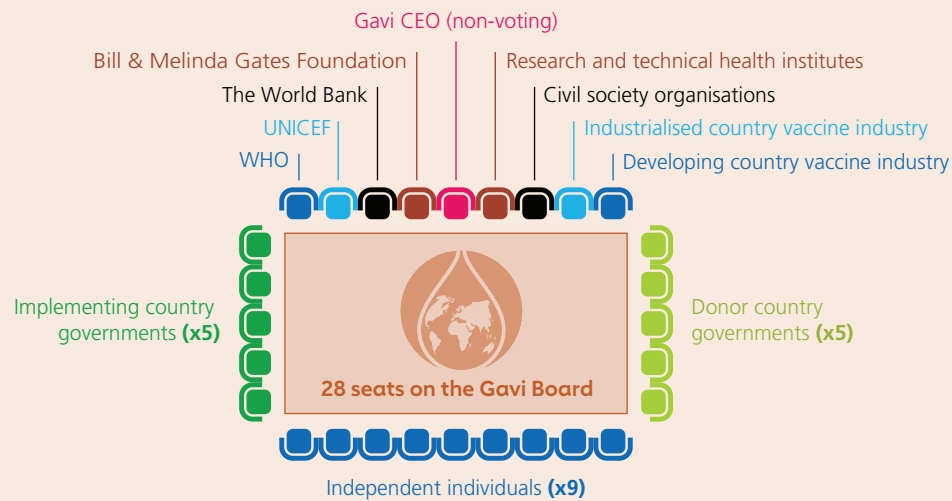 Gavi CEO (non-voting)
Bill & Melinda Gates Foundation
Research and technical health institutes
The World Bank
Civil society organisations
UNICEF
Industrialised country vaccine industry
WHO
Developing country vaccine industry
Implementing country
governments (x5)
Donor country
governments (x5)
28 seats on the Gavi Board
Independent individuals (x9)